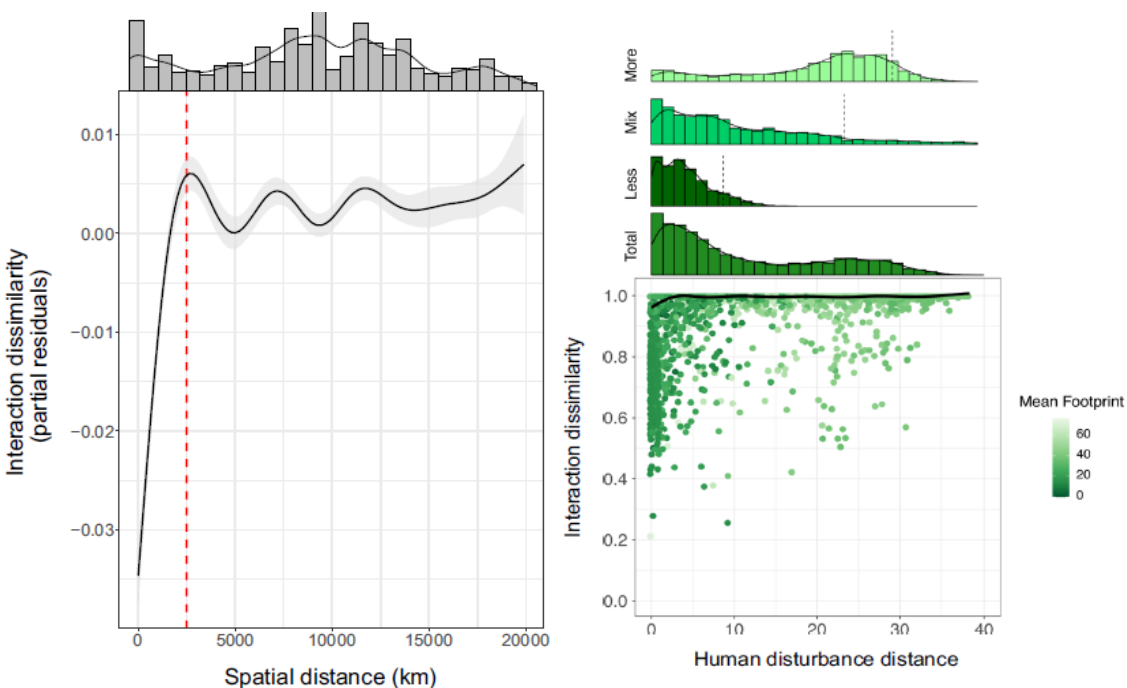 0.01
0.00
−0.01
−0.02
−0.03
Interaction dissimilarity
(partial residuals)
0 5000 10000 15000 20000
Spatial distance (km)
More
Mix
Less
Total
1.0
0.8
0.6
0.4
0.2
0.0
Interaction dissimilarity
0 10 20 30 40
Human disturbance distance
Mean Footprint
60
40
20
0